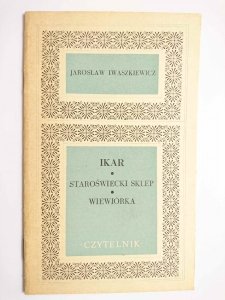 JAROSŁAW IWASZKIEWICZ
IKAR
STAROŚWIECKI SKLEP
WIEWIÓRKA
CZYTELNIK